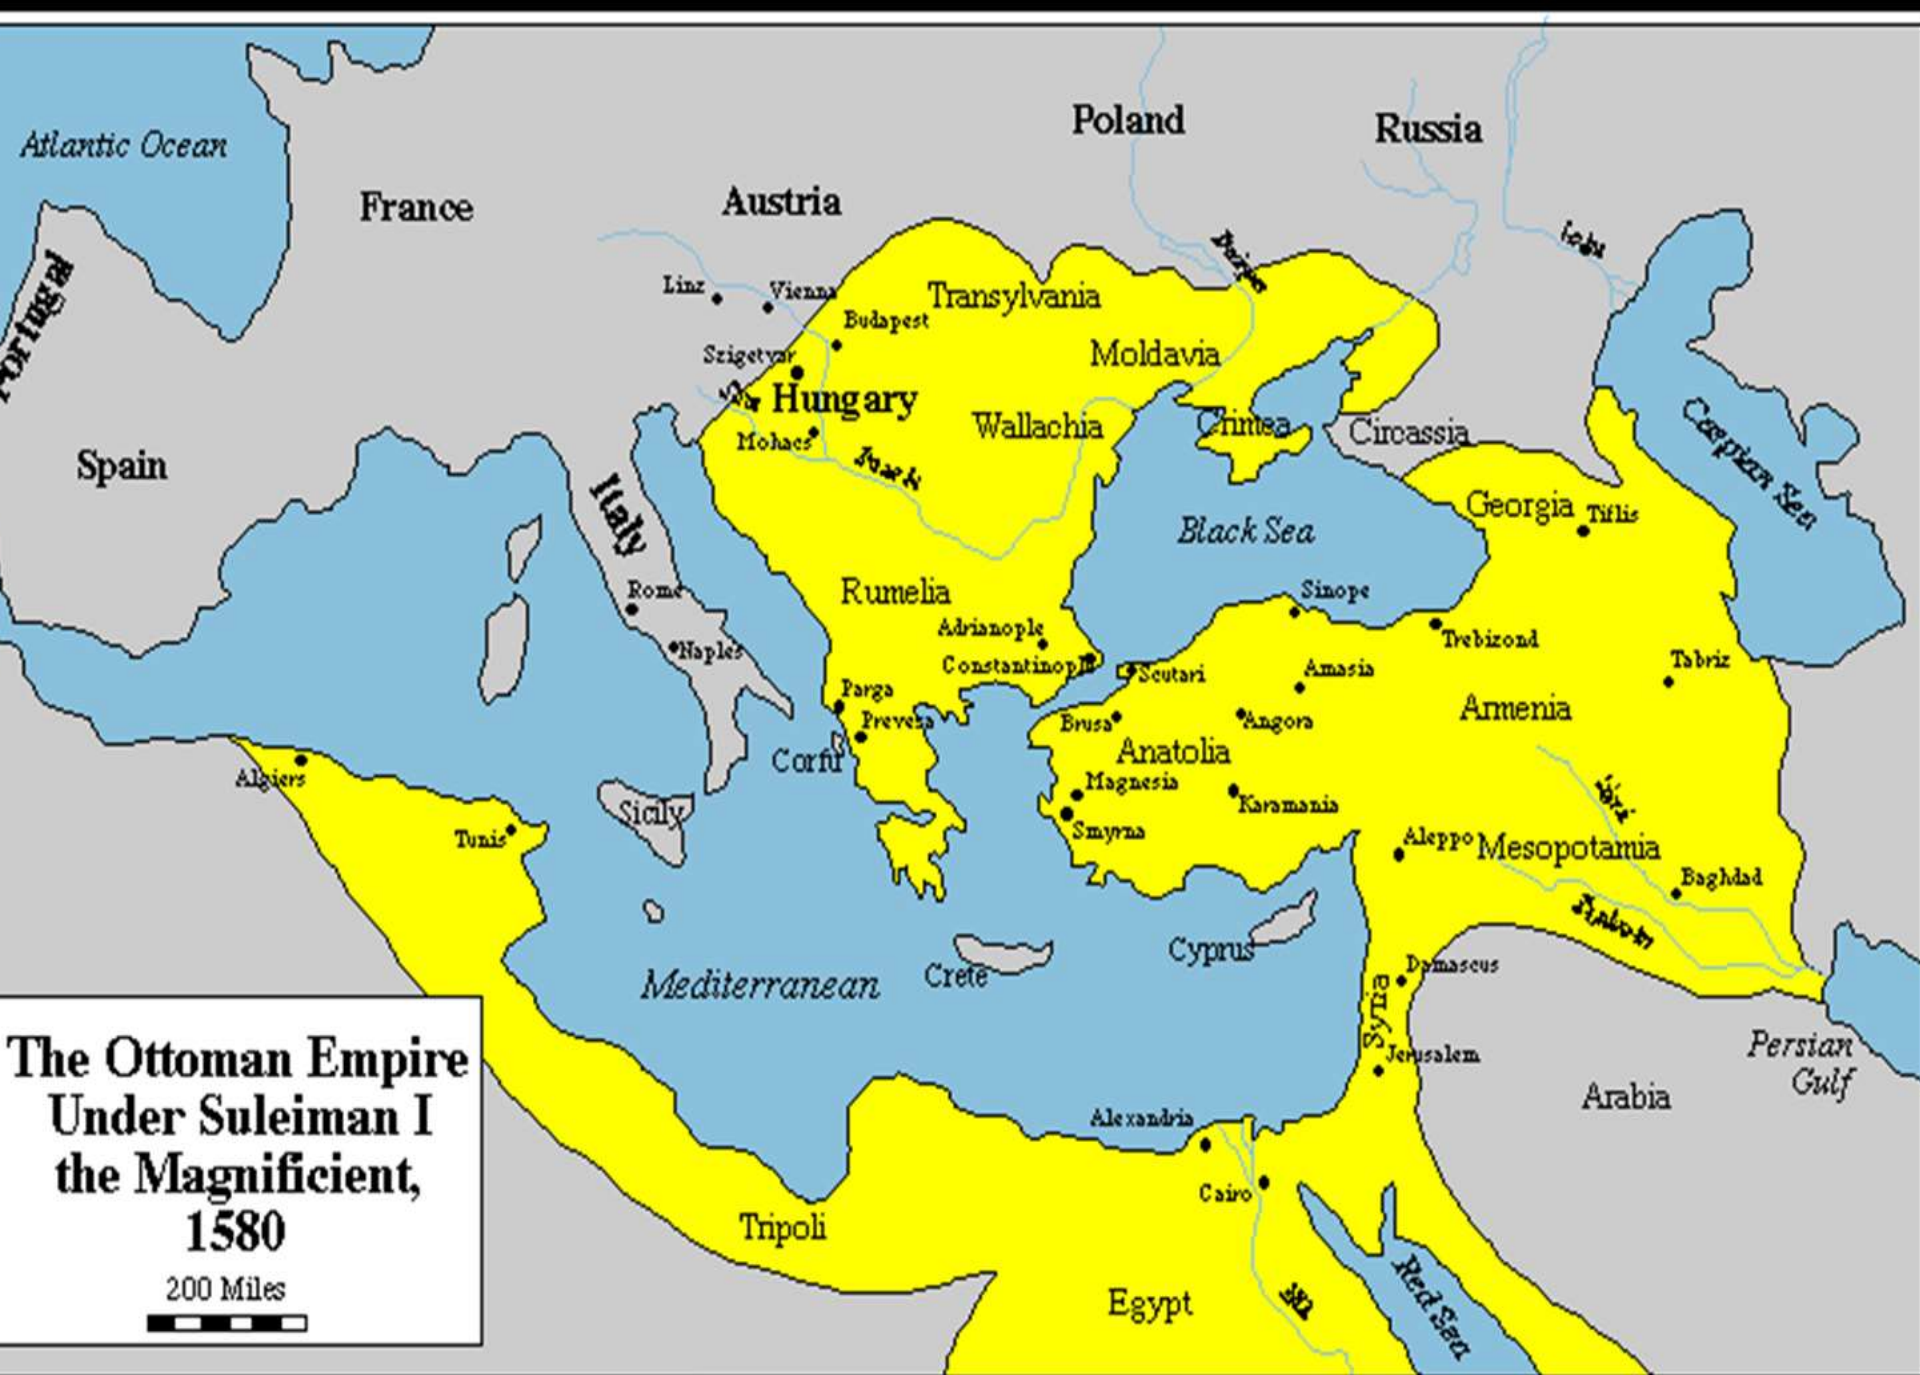 Atlantic Ocean
Portugal
Spain
France
Austria
Poland
Russia
Linz
Vienna
Budapest
Szigetvar
Hungary
Mohacs
Transylvania
Moldavia
Wallachia
Crimea
Circassia
Caspian Sea
Georgia
Tiflis
Black Sea
Italy
Rome
Naples
Rumelia
Adrianople
Constantinople
Sinope
Trebizond
Scutari
Amasia
Tabriz
Parga
Preveza
Brusa
Angora
Armenia
Corfu
Anatolia
Magnesia
Karamania
Smyrna
Algiers
Tunis
Sicily
Aleppo
Mesopotamia
Baghdad
Mediterranean
Crete
Cyprus
Damascus
Syria
Jerusalem
Persian
Gulf
Arabia
Alexandria
Cairo
Tripoli
Egypt
Red Sea
The Ottoman Empire
Under Suleiman I
the Magnificient,
1580
200 Miles